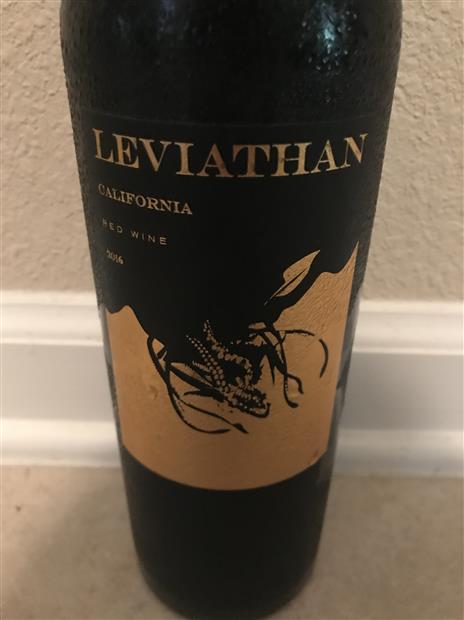 LEVIATHAN
CALIFORNIA
RED WINE
2016